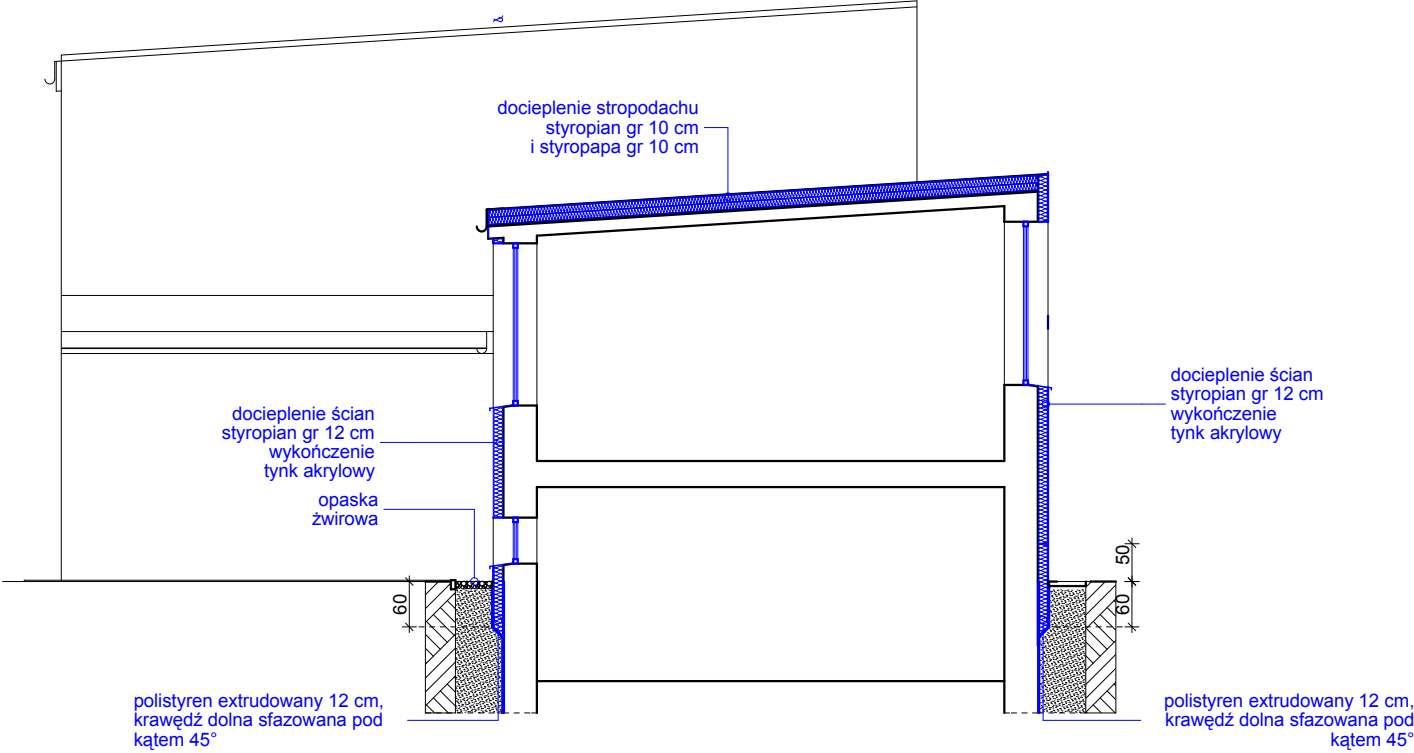 docieplenie stropodachu
styropian gr 10 cm
i styropapa gr 10 cm
docieplenie ścian
styropian gr 12 cm
wykończenie
tynk akrylowy
docieplenie ścian
styropian gr 12 cm
wykończenie
tynk akrylowy
opaska
żwirowa
50
60
60
polistyren extrudowany 12 cm,
krawędź dolna sfazowana pod
kątem 45°
polistyren extrudowany 12 cm,
krawędź dolna sfazowana pod
kątem 45°